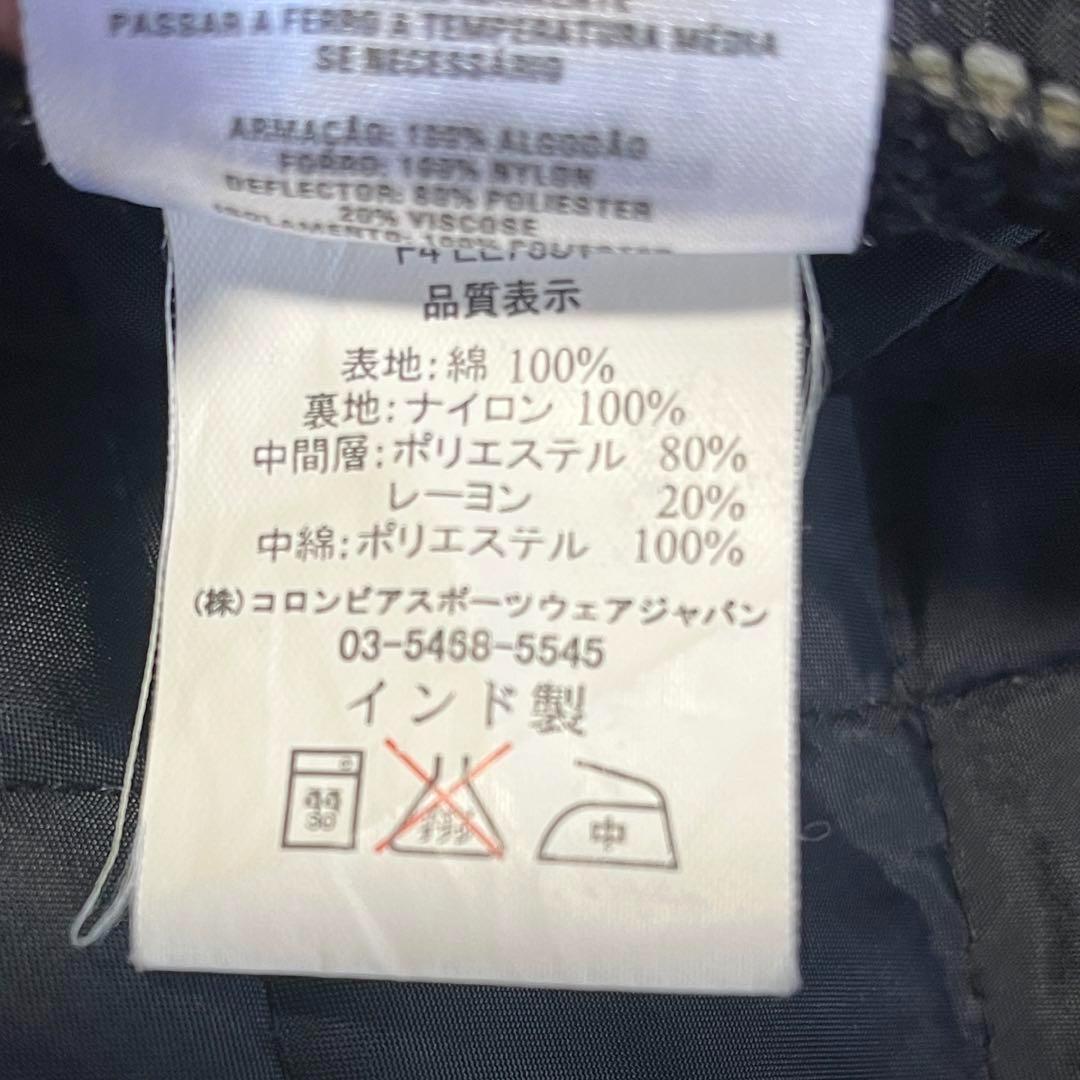 PASSAR A FERRO A TEMPERATURA MÉDIA
SE NECESSÁRIO
ARMAÇÃO: 100% ALGODÃO
FORRO: 100% NYLON
DEFLECTOR: 80% POLIESTER
20% VISCOSE
品質表示
表地:綿 100%
裏地:ナイロン 100%
中間層:ポリエステル 80%
レーヨン 20%
中綿:ポリエステル 100%
(株)コロンビアスポーツウェアジャパン
03-5468-5545
インド製
中